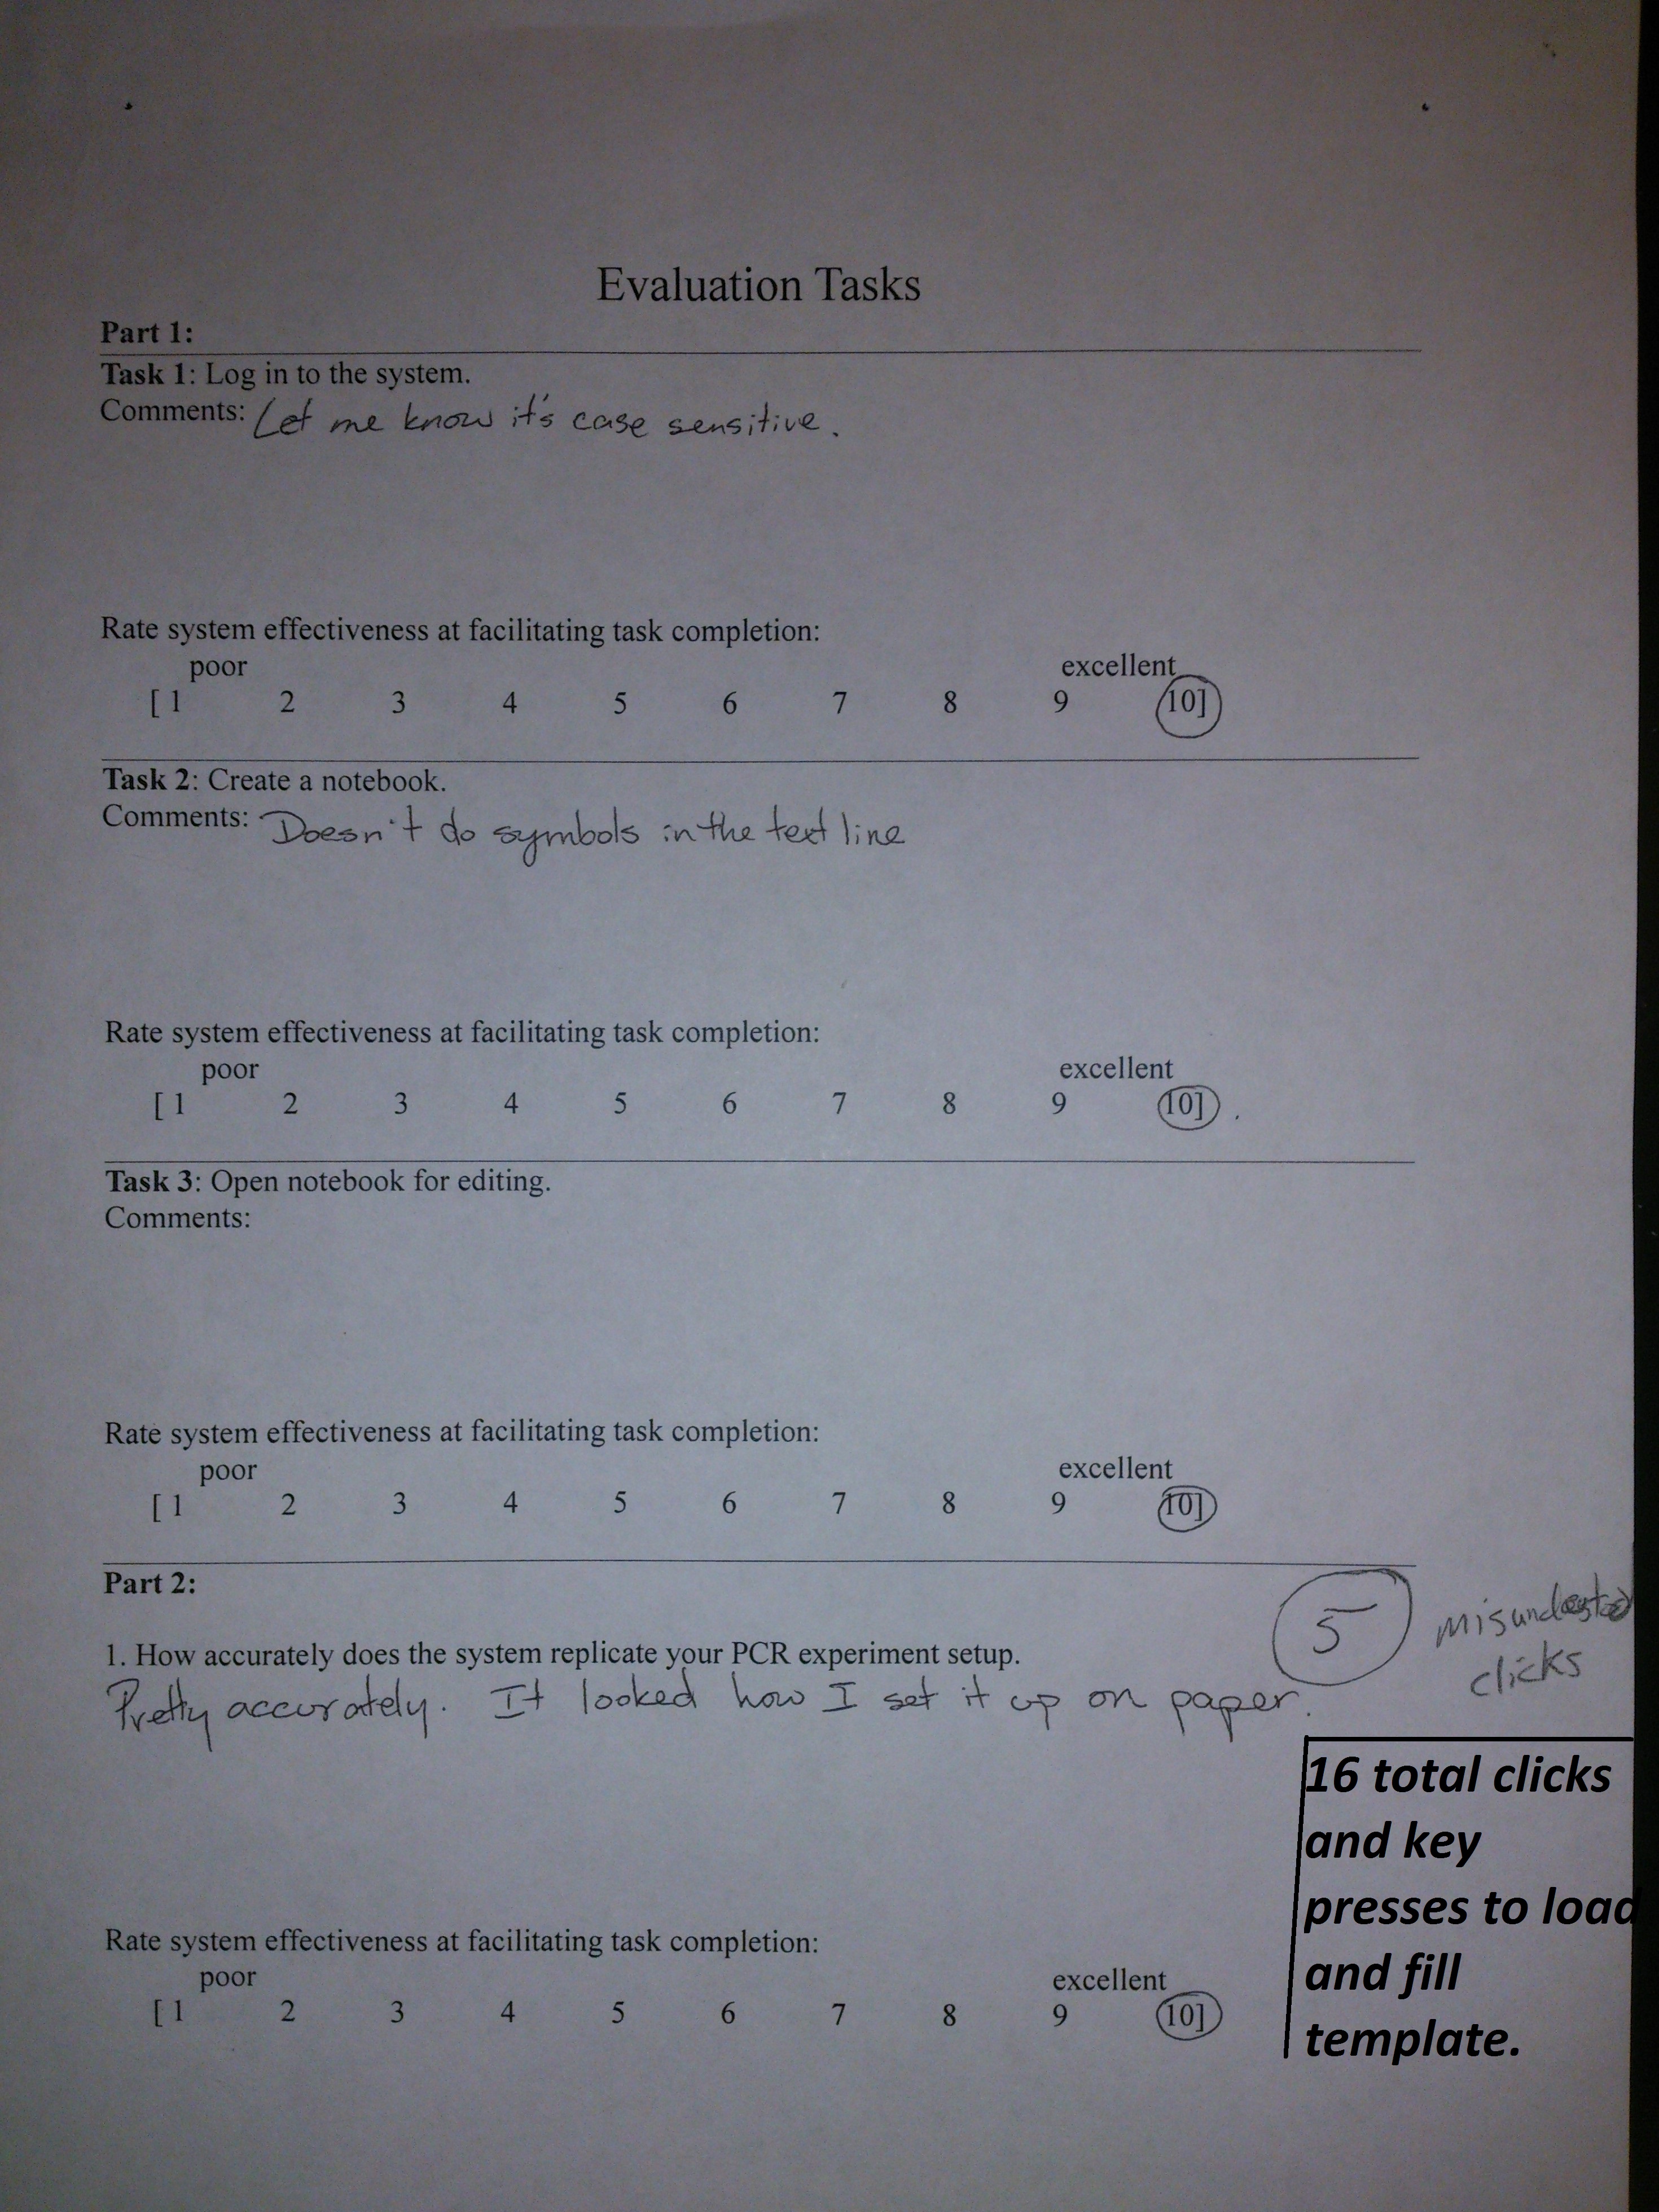 Evaluation Tasks
Part 1:
Task 1: Log in to the system.
Comments: Let me know it's case sensitive.
Rate system effectiveness at facilitating task completion:
poor excellent
[ 1 2 3 4 5 6 7 8 9 10]
Task 2: Create a notebook.
Comments: Doesn't do symbols in the text line
Rate system effectiveness at facilitating task completion:
poor excellent
[ 1 2 3 4 5 6 7 8 9 10] .
Task 3: Open notebook for editing.
Comments:
Rate system effectiveness at facilitating task completion:
poor excellent
[ 1 2 3 4 5 6 7 8 9 10]
Part 2:
5
clicks
1. How accurately does the system replicate your PCR experiment setup.
Pretty accurately. It looked how I set it up on paper.
16 total clicks
and key
presses to load
and fill
template.
Rate system effectiveness at facilitating task completion:
poor excellent
[ 1 2 3 4 5 6 7 8 9 10]